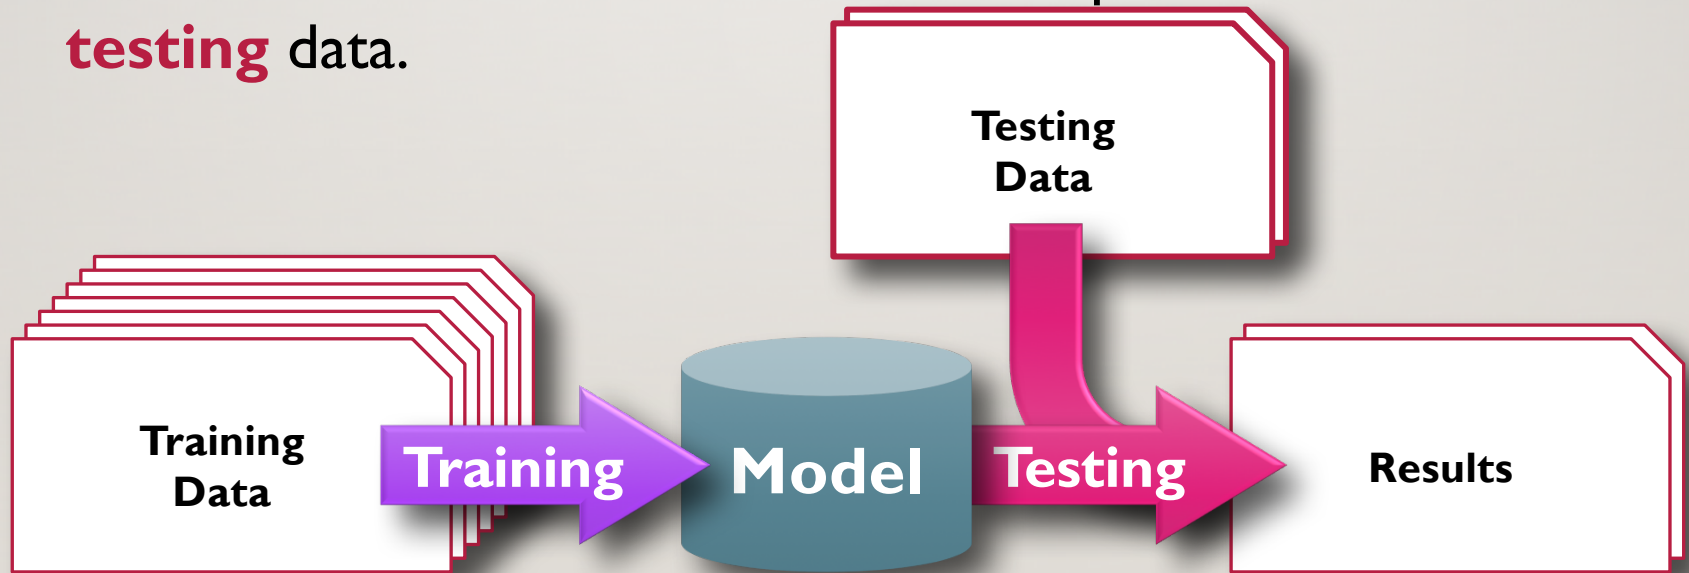 testing data.
Testing
Data
Training
Data
Training
Model
Testing
Results